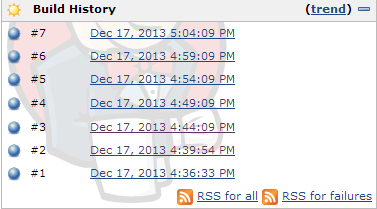 Build History (trend)
#7 Dec 17, 2013 5:04:09 PM
#6 Dec 17, 2013 4:59:09 PM
#5 Dec 17, 2013 4:54:09 PM
#4 Dec 17, 2013 4:49:09 PM
#3 Dec 17, 2013 4:44:09 PM
#2 Dec 17, 2013 4:39:54 PM
#1 Dec 17, 2013 4:36:33 PM
RSS for all RSS for failures